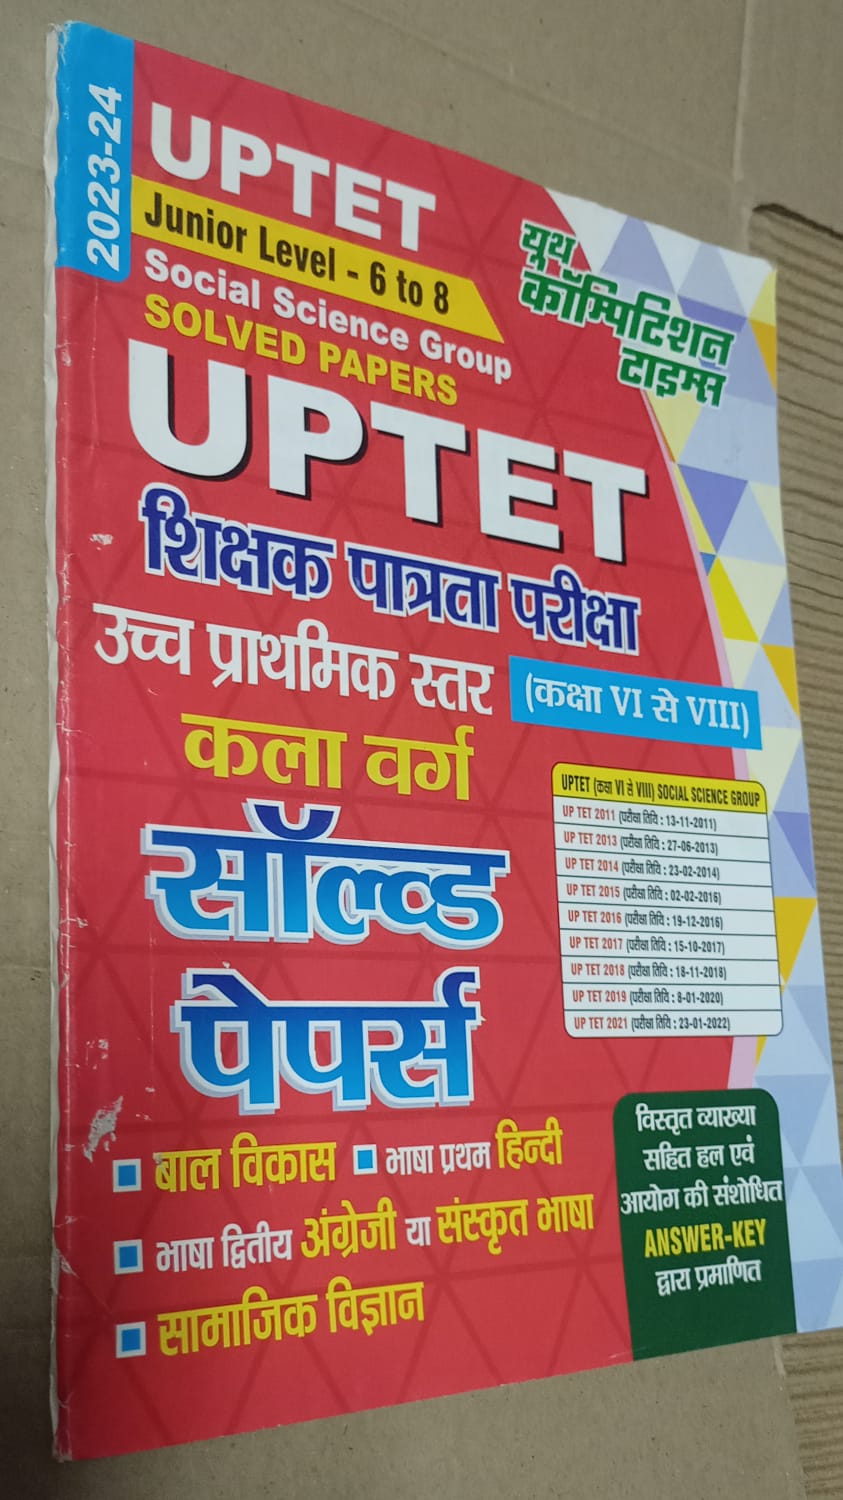 2023-24
UPTET
Junior Level - 6 to 8
Social Science Group
SOLVED PAPERS
यूथ
कॉम्पिटिशन
टाइम्स
UPTET
शिक्षक पात्रता परीक्षा
उच्च प्राथमिक स्तर
(कक्षा VI से VIII)
कला वर्ग
सॉल्व्ड
पेपर्स
UPTET (कक्षा VI से VIII) SOCIAL SCIENCE GROUP
UP TET 2011 (परीक्षा तिथि : 13-11-2011)
UP TET 2013 (परीक्षा तिथि : 27-06-2013)
UP TET 2014 (परीक्षा तिथि : 23-02-2014)
UP TET 2015 (परीक्षा तिथि : 02-02-2016)
UP TET 2016 (परीक्षा तिथि : 19-12-2016)
UP TET 2017 (परीक्षा तिथि : 15-10-2017)
UP TET 2018 (परीक्षा तिथि : 18-11-2018)
UP TET 2019 (परीक्षा तिथि : 8-01-2020)
UP TET 2021 (परीक्षा तिथि : 23-01-2022)
बाल विकास भाषा प्रथम हिन्दी
भाषा द्वितीय अंग्रेजी या संस्कृत भाषा
सामाजिक विज्ञान
विस्तृत व्याख्या
सहित हल एवं
आयोग की संशोधित
ANSWER-KEY
द्वारा प्रमाणित